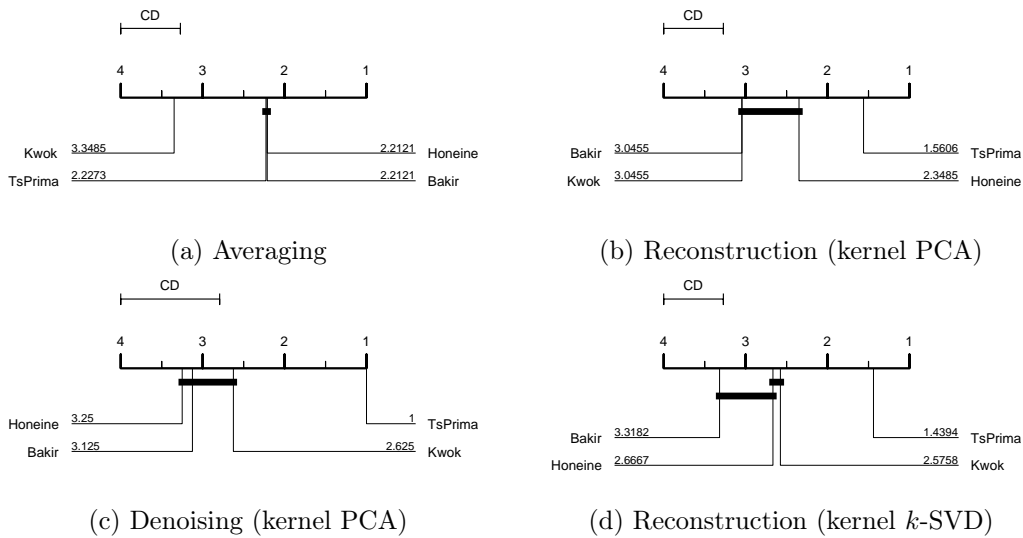 CD
4 3 2 1
Kwok 3.3485 2.2121 Honeine
TsPrima 2.2273 2.2121 Bakir
(a) Averaging
CD
4 3 2 1
Bakir 3.0455 1.5606 TsPrima
Kwok 3.0455 2.3485 Honeine
(b) Reconstruction (kernel PCA)
CD
4 3 2 1
Honeine 3.25 1 TsPrima
Bakir 3.125 2.625 Kwok
(c) Denoising (kernel PCA)
CD
4 3 2 1
Bakir 3.3182 1.4394 TsPrima
Honeine 2.6667 2.5758 Kwok
(d) Reconstruction (kernel k-SVD)